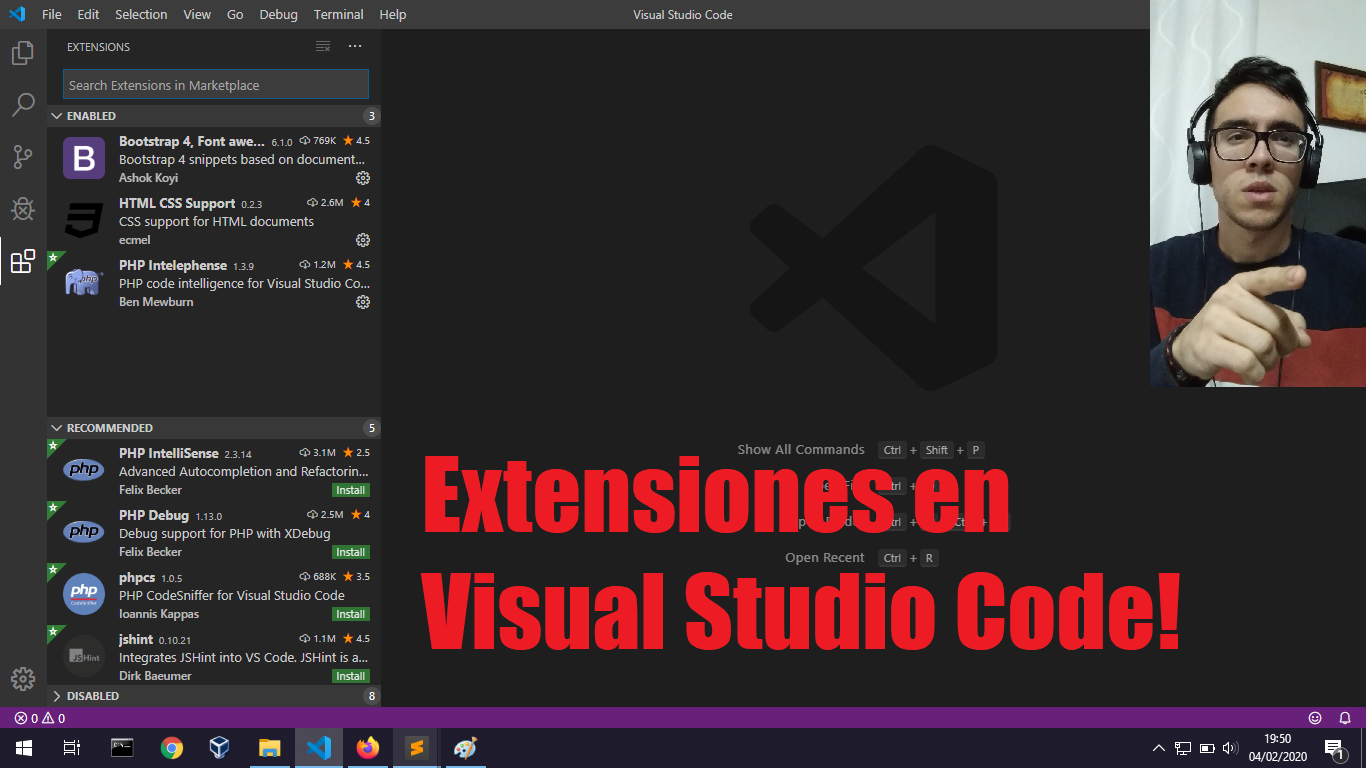 File Edit Selection View Go Debug Terminal Help
Visual Studio Code
EXTENSIONS
Search Extensions in Marketplace
ENABLED 3
Bootstrap 4, Font awe... 6.1.0 769K 4.5
Bootstrap 4 snippets based on document...
Ashok Koyi
HTML CSS Support 0.2.3 2.6M 4
CSS support for HTML documents
ecmel
PHP Intelephense 1.3.9 1.2M 4.5
PHP code intelligence for Visual Studio Co...
Ben Mewburn
RECOMMENDED 5
PHP IntelliSense 2.3.14 3.1M 2.5
Advanced Autocompletion and Refactorin...
Felix Becker Install
PHP Debug 1.13.0 2.5M 4
Debug support for PHP with XDebug
Felix Becker Install
phpcs 1.0.5 688K 3.5
PHP CodeSniffer for Visual Studio Code
Ioannis Kappas Install
jshint 0.10.21 1.1M 4.5
Integrates JSHint into VS Code. JSHint is a...
Dirk Baeumer Install
DISABLED 8
B
php
php
php
php
JSHint
Show All Commands Ctrl + Shift + P
Open Recent Ctrl + R
Extensiones en
Visual Studio Code!
0 0
19:50
04/02/2020
1